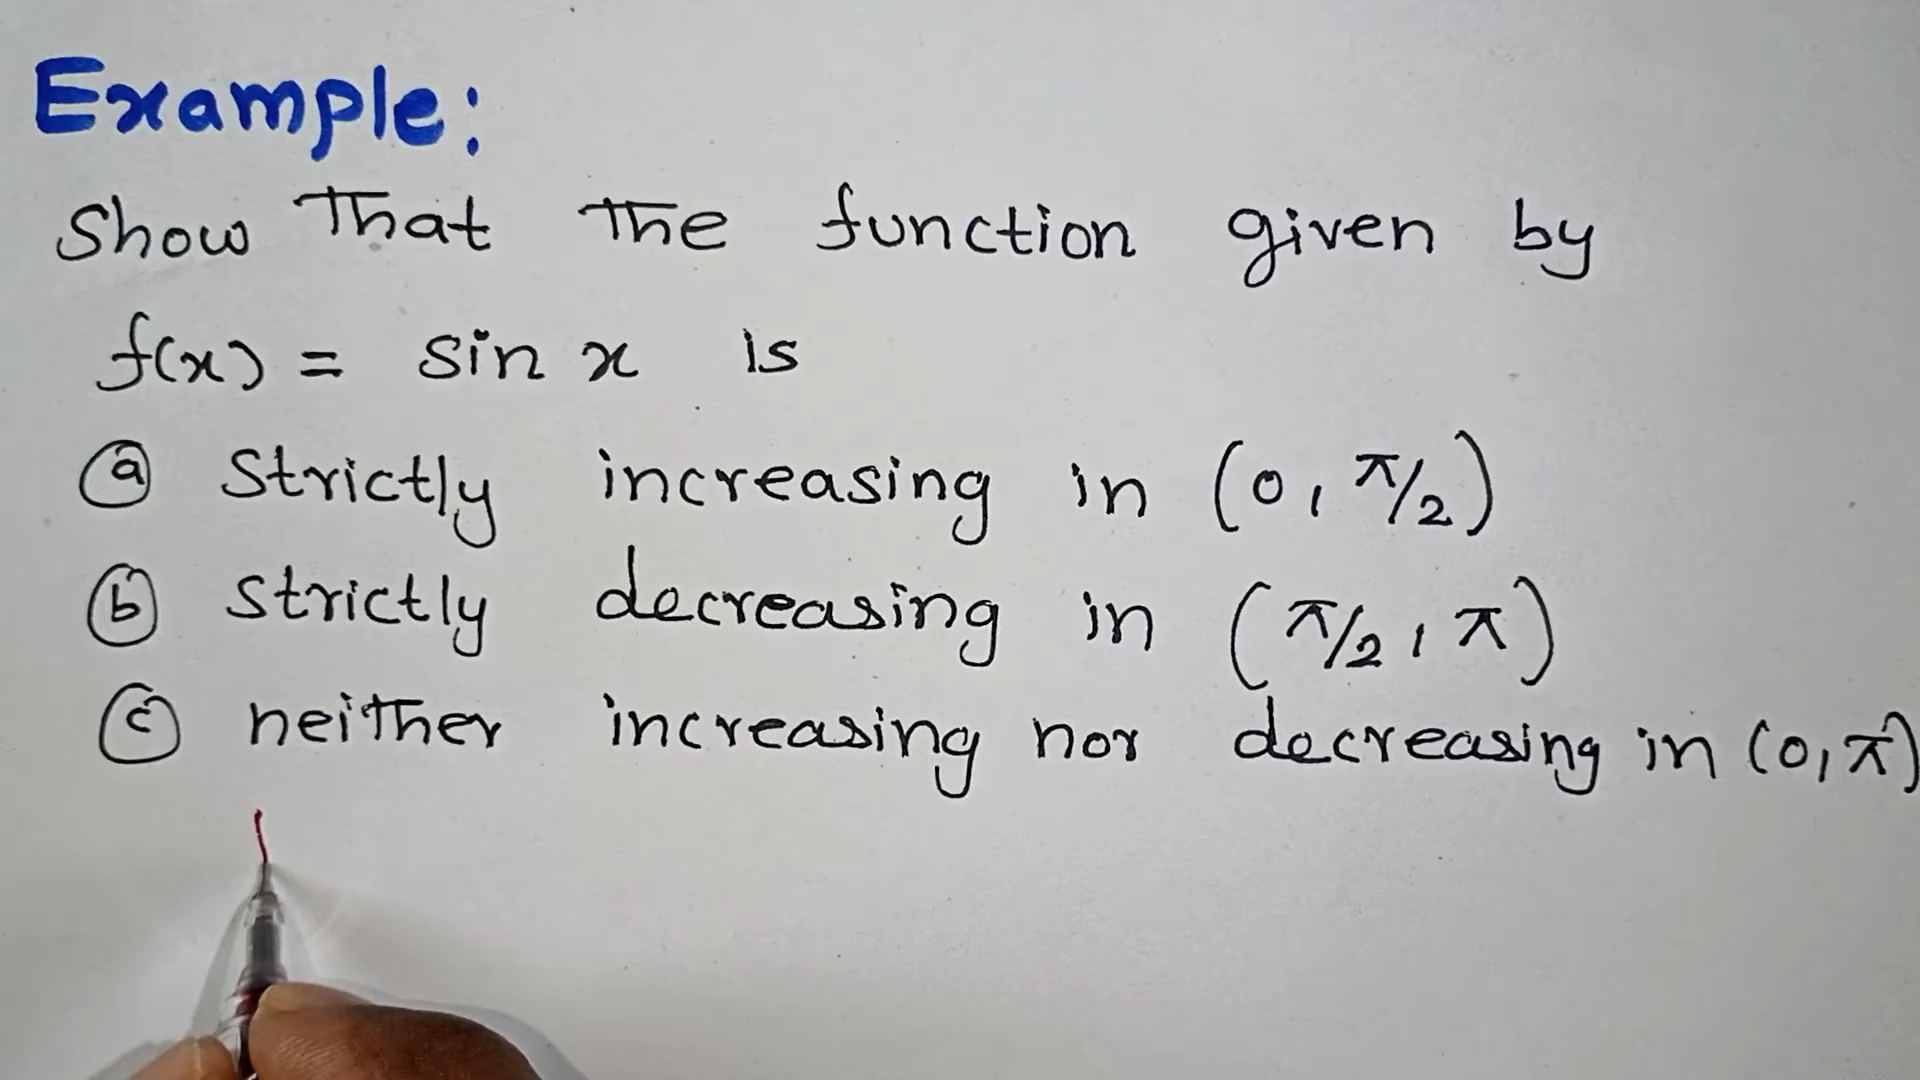 Example:
Show that the function given by
f(x) = sin x is
ⓐ strictly increasing in (0, π/2)
ⓑ strictly decreasing in (π/2, π)
ⓒ neither increasing nor decreasing in (0, π)